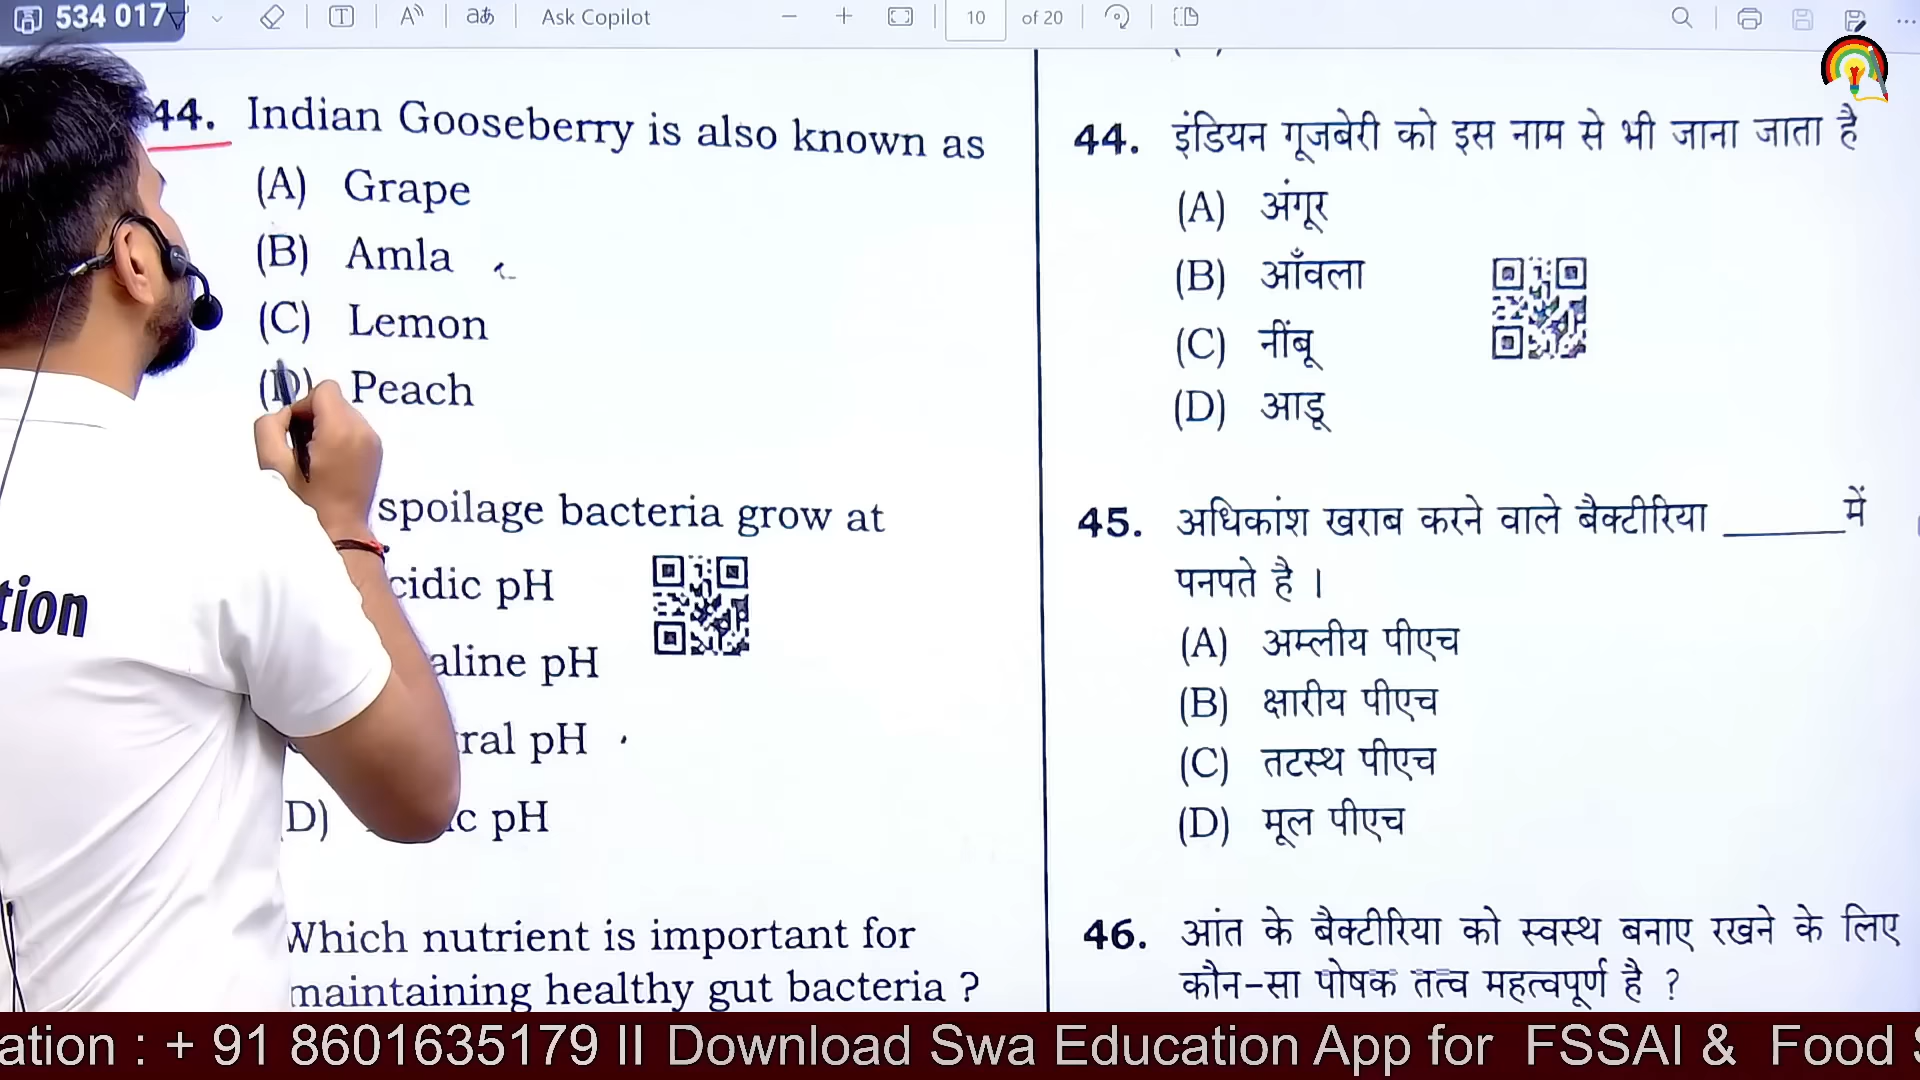 534 017
Ask Copilot
10 of 20
44. Indian Gooseberry is also known as
(A) Grape
(B) Amla
(C) Lemon
(D) Peach
spoilage bacteria grow at
cidic pH
aline pH
ral pH
D) c pH
Which nutrient is important for
maintaining healthy gut bacteria ?
44. इंडियन गूजबेरी को इस नाम से भी जाना जाता है
(A) अंगूर
(B) आँवला
(C) नींबू
(D) आडू
45. अधिकांश खराब करने वाले बैक्टीरिया ______में
पनपते है ।
(A) अम्लीय पीएच
(B) क्षारीय पीएच
(C) तटस्थ पीएच
(D) मूल पीएच
46. आंत के बैक्टीरिया को स्वस्थ बनाए रखने के लिए
कौन-सा पोषक तत्व महत्वपूर्ण है ?
tion
ation : + 91 8601635179 II Download Swa Education App for FSSAI & Food S